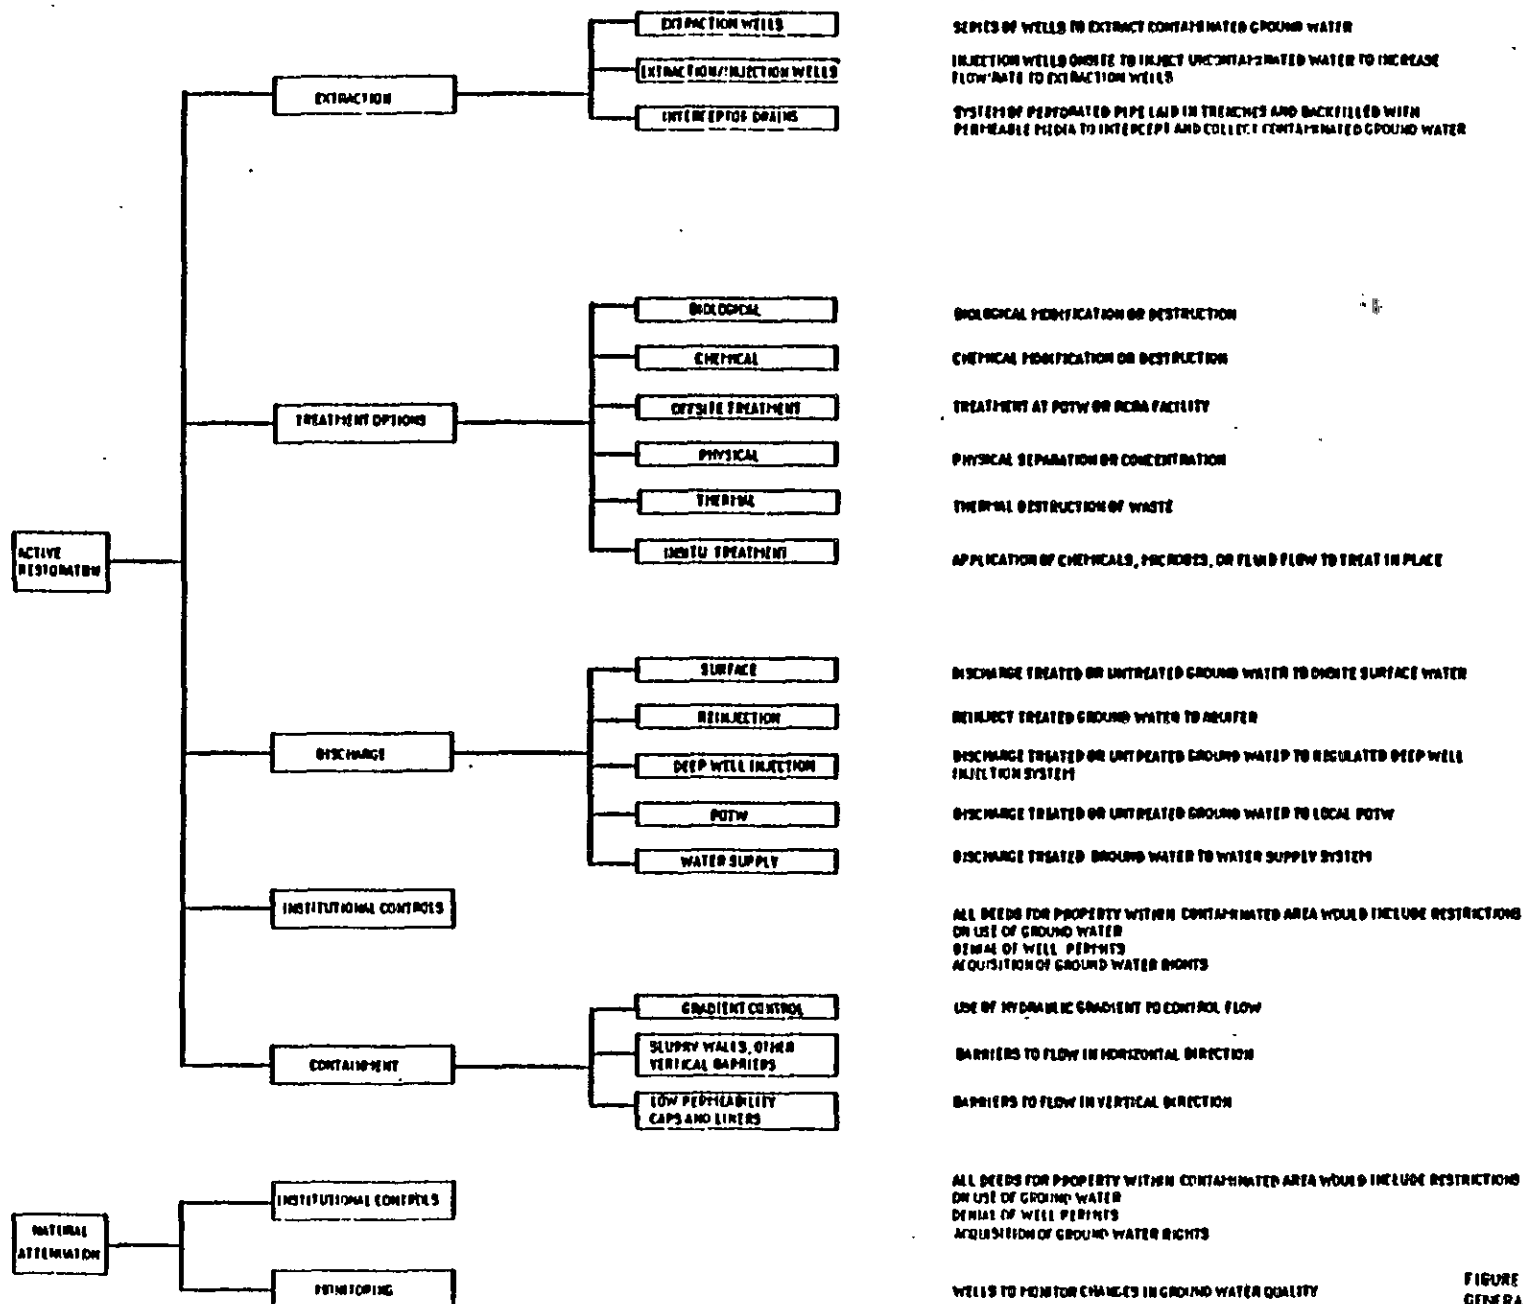 EXTRACTION WELLS
SERIES OF WELLS TO EXTRACT CONTAMINATED GROUND WATER
EXTRACTION/INJECTION WELLS
INJECTION WELLS ONSITE TO INJECT UNCONTAMINATED WATER TO INCREASE
FLOW RATE TO EXTRACTION WELLS
EXTRACTION
INTERCEPTOR DRAINS
SYSTEM OF PERFORATED PIPE LAID IN TRENCHES AND BACKFILLED WITH
PERMEABLE MEDIA TO INTERCEPT AND COLLECT CONTAMINATED GROUND WATER
BIOLOGICAL
BIOLOGICAL MODIFICATION OR DESTRUCTION
CHEMICAL
CHEMICAL MODIFICATION OR DESTRUCTION
TREATMENT OPTIONS
OFFSITE TREATMENT
TREATMENT AT POTW OR RCRA FACILITY
PHYSICAL
PHYSICAL SEPARATION OR CONCENTRATION
THERMAL
THERMAL DESTRUCTION OF WASTE
ACTIVE
RESTORATION
INSITU TREATMENT
APPLICATION OF CHEMICALS, MICROBES, OR FLUID FLOW TO TREAT IN PLACE
SURFACE
DISCHARGE TREATED OR UNTREATED GROUND WATER TO ONSITE SURFACE WATER
REINJECTION
REINJECT TREATED GROUND WATER TO AQUIFER
DISCHARGE
DEEP WELL INJECTION
DISCHARGE TREATED OR UNTREATED GROUND WATER TO REGULATED DEEP WELL
INJECTION SYSTEM
POTW
DISCHARGE TREATED OR UNTREATED GROUND WATER TO LOCAL POTW
WATER SUPPLY
DISCHARGE TREATED GROUND WATER TO WATER SUPPLY SYSTEM
INSTITUTIONAL CONTROLS
ALL DEEDS FOR PROPERTY WITHIN CONTAMINATED AREA WOULD INCLUDE RESTRICTIONS
ON USE OF GROUND WATER
DENIAL OF WELL PERMITS
ACQUISITION OF GROUND WATER RIGHTS
GRADIENT CONTROL
USE OF HYDRAULIC GRADIENT TO CONTROL FLOW
CONTAINMENT
SLURRY WALLS, OTHER
VERTICAL BARRIERS
BARRIERS TO FLOW IN HORIZONTAL DIRECTION
LOW PERMEABILITY
CAPS AND LINERS
BARRIERS TO FLOW IN VERTICAL DIRECTION
NATURAL
ATTENUATION
INSTITUTIONAL CONTROLS
ALL DEEDS FOR PROPERTY WITHIN CONTAMINATED AREA WOULD INCLUDE RESTRICTIONS
ON USE OF GROUND WATER
DENIAL OF WELL PERMITS
ACQUISITION OF GROUND WATER RIGHTS
MONITORING
WELLS TO MONITOR CHANGES IN GROUND WATER QUALITY
FIGURE
GENERA